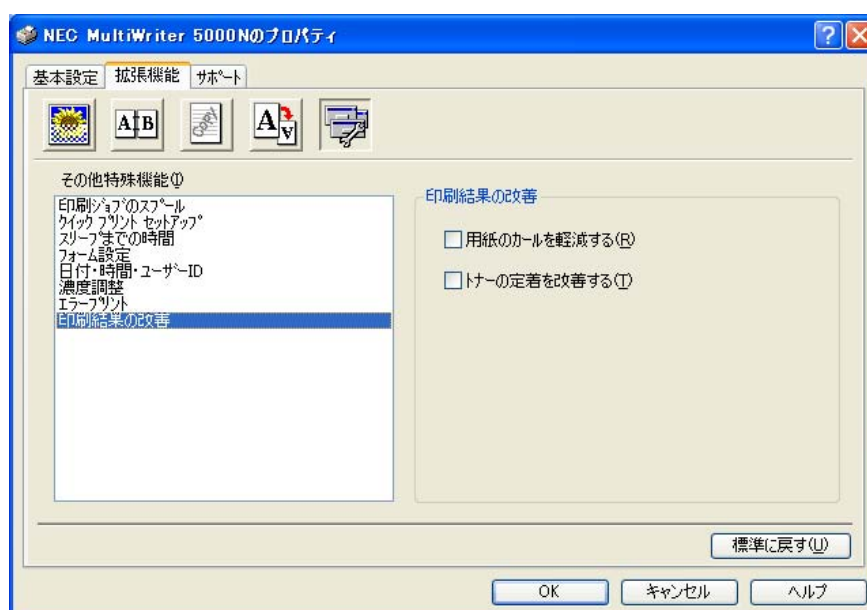 NEC MultiWriter 5000Nのプロパティ
基本設定 拡張機能 サポート
A B Copy A A
その他特殊機能(I)
印刷ジョブのスプール
クイック プリント セットアップ
スリープまでの時間
フォーム設定
日付・時間・ユーザーID
濃度調整
エラープリント
印刷結果の改善
印刷結果の改善
用紙のカールを軽減する(R)
トナーの定着を改善する(T)
標準に戻す(U)
OK キャンセル ヘルプ